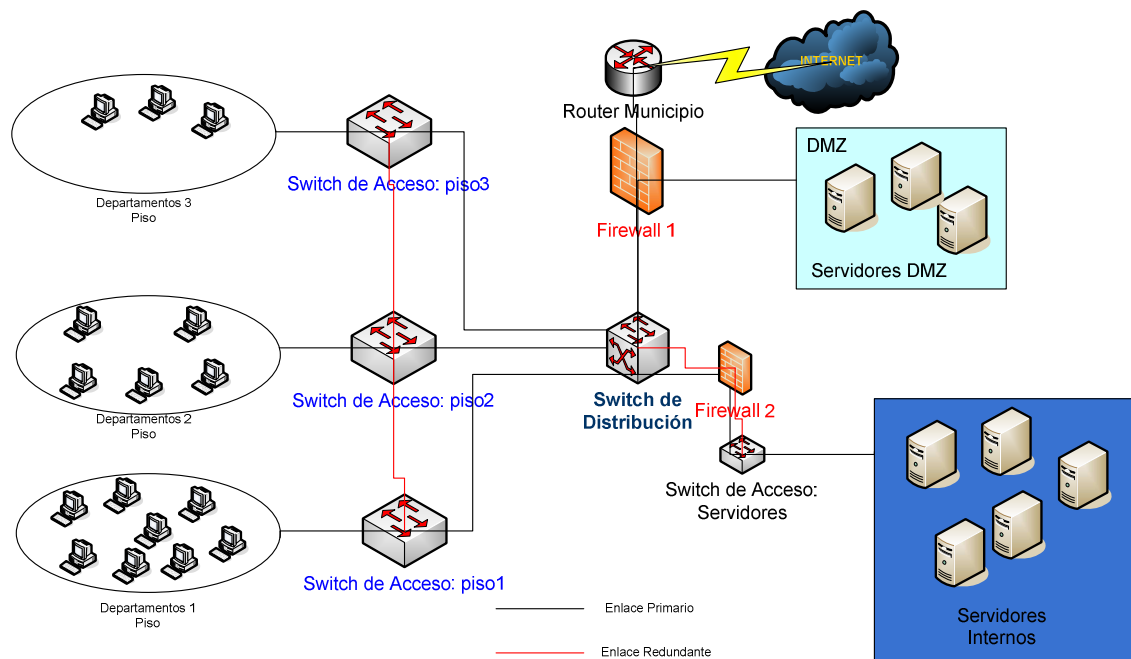 INTERNET
Router Municipio
DMZ
Servidores DMZ
Firewall 1
Switch de Acceso: piso3
Departamentos 3
Piso
Switch de Acceso: piso2
Departamentos 2
Piso
Switch de
Distribución
Firewall 2
Switch de Acceso:
Servidores
Servidores
Internos
Switch de Acceso: piso1
Departamentos 1
Piso
Enlace Primario
Enlace Redundante